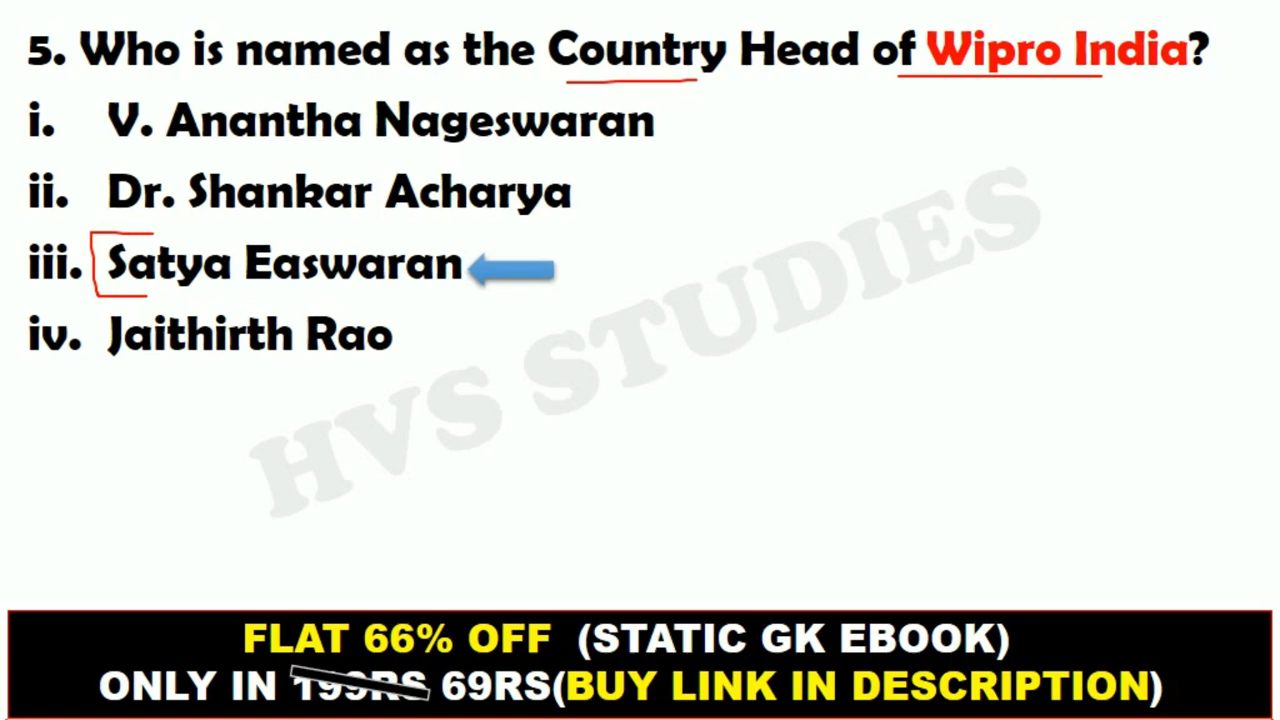 5. Who is named as the Country Head of Wipro India?
i. V. Anantha Nageswaran
ii. Dr. Shankar Acharya
iii. Satya Easwaran
iv. Jaithirth Rao
HVS STUDIES
FLAT 66% OFF (STATIC GK EBOOK)
ONLY IN 199RS 69RS(BUY LINK IN DESCRIPTION)